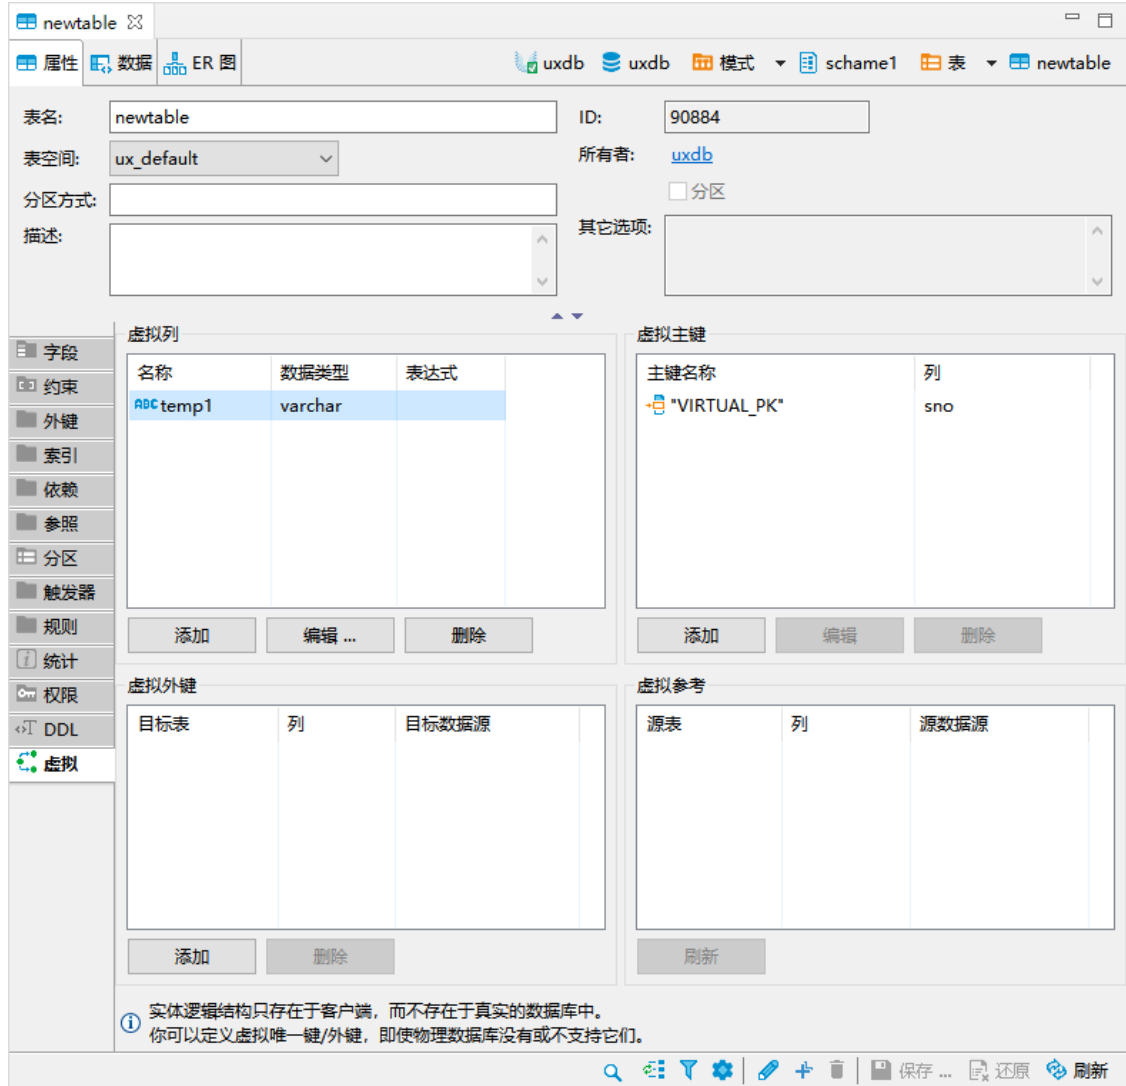 newtable
属性 数据 ER 图 uxdb uxdb 模式 schame1 表 newtable
表名: newtable ID: 90884
表空间: ux_default 所有者: uxdb
分区方式: 分区
描述: 其它选项:
字段
约束
外键
索引
依赖
参照
分区
触发器
规则
统计
权限
DDL
虚拟
虚拟列
名称 数据类型 表达式
ABC temp1 varchar
添加 编辑 ... 删除
虚拟主键
主键名称 列
"VIRTUAL_PK" sno
添加 编辑 删除
虚拟外键
目标表 列 目标数据源
添加 删除
虚拟参考
源表 列 源数据源
刷新
实体逻辑结构只存在于客户端，而不存在于真实的数据库中。
你可以定义虚拟唯一键/外键，即使物理数据库没有或不支持它们。
保存 ... 还原 刷新